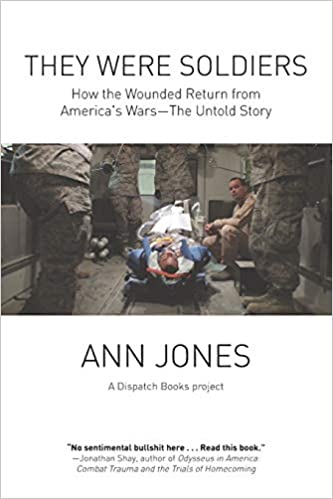 THEY WERE SOLDIERS
How the Wounded Return from
America's Wars—The Untold Story
ANN JONES
A Dispatch Books project
"No sentimental bullshit here . . . Read this book."
—Jonathan Shay, author of Odysseus in America:
Combat Trauma and the Trials of Homecoming